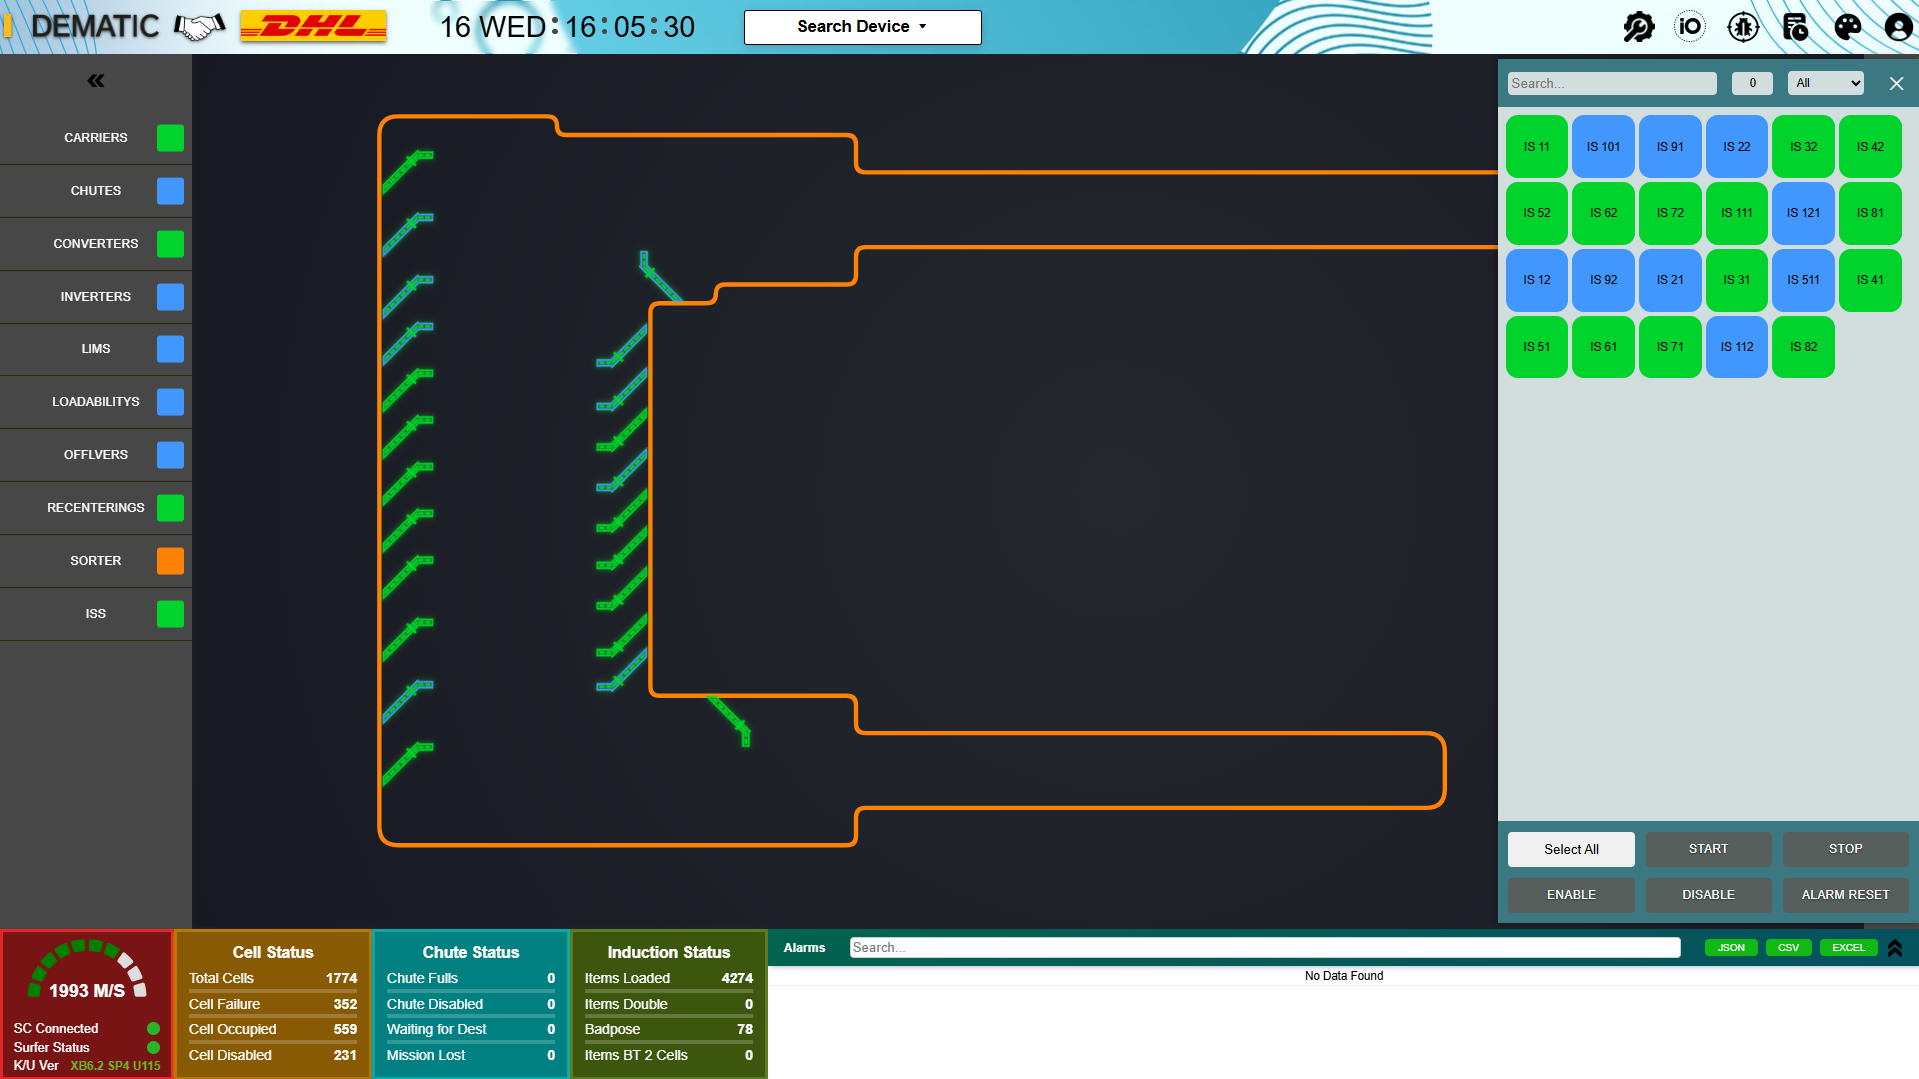 DEMATIC
DHL
16 WED:16:05:30
Search Device
iO
Search...
0
All
CARRIERS
CHUTES
CONVERTERS
INVERTERS
LIMS
LOADABILITYS
OFFLVERS
RECENTERINGS
SORTER
ISS
IS 11
IS 101
IS 91
IS 22
IS 32
IS 42
IS 52
IS 62
IS 72
IS 111
IS 121
IS 81
IS 12
IS 92
IS 21
IS 31
IS 511
IS 41
IS 51
IS 61
IS 71
IS 112
IS 82
Select All
START
STOP
ENABLE
DISABLE
ALARM RESET
1993 M/S
SC Connected
Surfer Status
K/U Ver XB6.2 SP4 U115
Cell Status
Total Cells 1774
Cell Failure 352
Cell Occupied 559
Cell Disabled 231
Chute Status
Chute Fulls 0
Chute Disabled 0
Waiting for Dest 0
Mission Lost 0
Induction Status
Items Loaded 4274
Items Double 0
Badpose 78
Items BT 2 Cells 0
Alarms
Search...
JSON
CSV
EXCEL
No Data Found